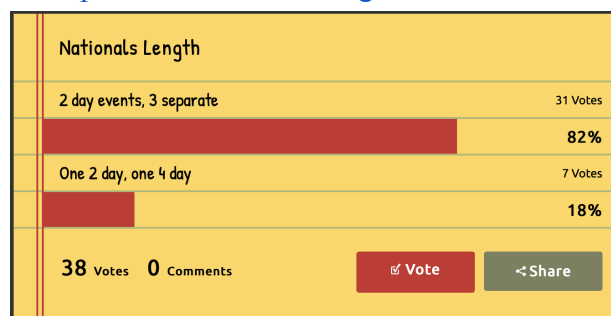 Nationals Length
2 day events, 3 separate 31 Votes
82%
One 2 day, one 4 day 7 Votes
18%
38 Votes 0 Comments Vote Share